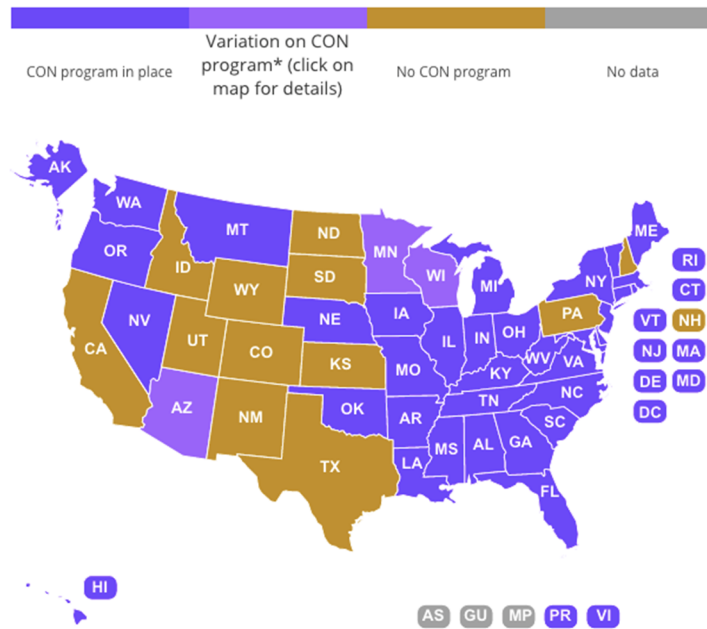 Variation on CON
program* (click on
map for details)
CON program in place
No CON program
No data
AK
WA
MT
ND
MN
ME
OR
ID
SD
WI
MI
NY
RI
WY
CT
NV
NE
IA
PA
VT
NH
CA
UT
CO
KS
IL
IN
OH
NJ
MA
MO
WV
VA
KY
DE
MD
AZ
NM
OK
AR
TN
NC
DC
SC
TX
LA
MS
AL
GA
FL
HI
AS
GU
MP
PR
VI